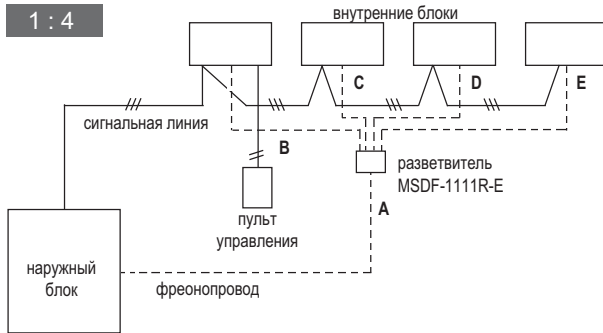 1 : 4
внутренние блоки
C
D
E
сигнальная линия
B
разветвитель
MSDF-1111R-E
A
пульт
управления
наружный
блок
фреонопровод